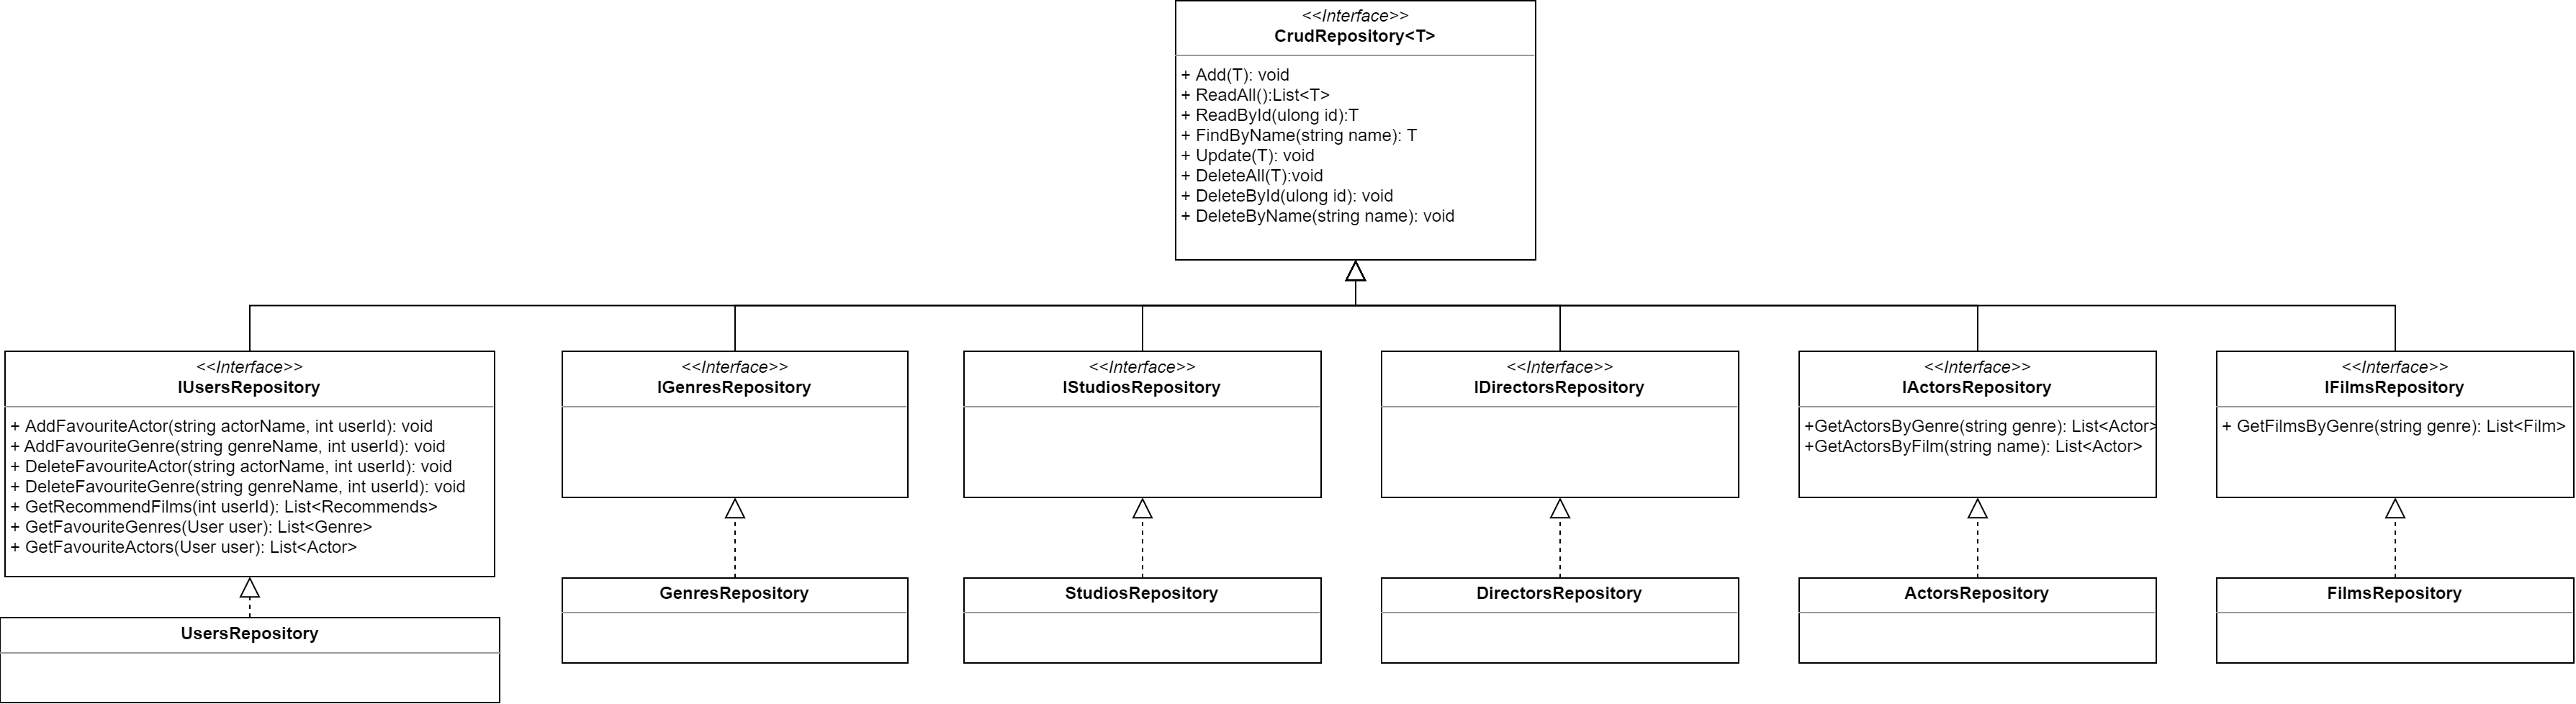 <<Interface>>
CrudRepository<T>
+ Add(T): void
+ ReadAll():List<T>
+ ReadById(ulong id):T
+ FindByName(string name): T
+ Update(T): void
+ DeleteAll(T):void
+ DeleteById(ulong id): void
+ DeleteByName(string name): void
<<Interface>>
IUsersRepository
+ AddFavouriteActor(string actorName, int userId): void
+ AddFavouriteGenre(string genreName, int userId): void
+ DeleteFavouriteActor(string actorName, int userId): void
+ DeleteFavouriteGenre(string genreName, int userId): void
+ GetRecommendFilms(int userId): List<Recommends>
+ GetFavouriteGenres(User user): List<Genre>
+ GetFavouriteActors(User user): List<Actor>
<<Interface>>
IGenresRepository
<<Interface>>
IStudiosRepository
<<Interface>>
IDirectorsRepository
<<Interface>>
IActorsRepository
+GetActorsByGenre(string genre): List<Actor>
+GetActorsByFilm(string name): List<Actor>
<<Interface>>
IFilmsRepository
+ GetFilmsByGenre(string genre): List<Film>
UsersRepository
GenresRepository
StudiosRepository
DirectorsRepository
ActorsRepository
FilmsRepository